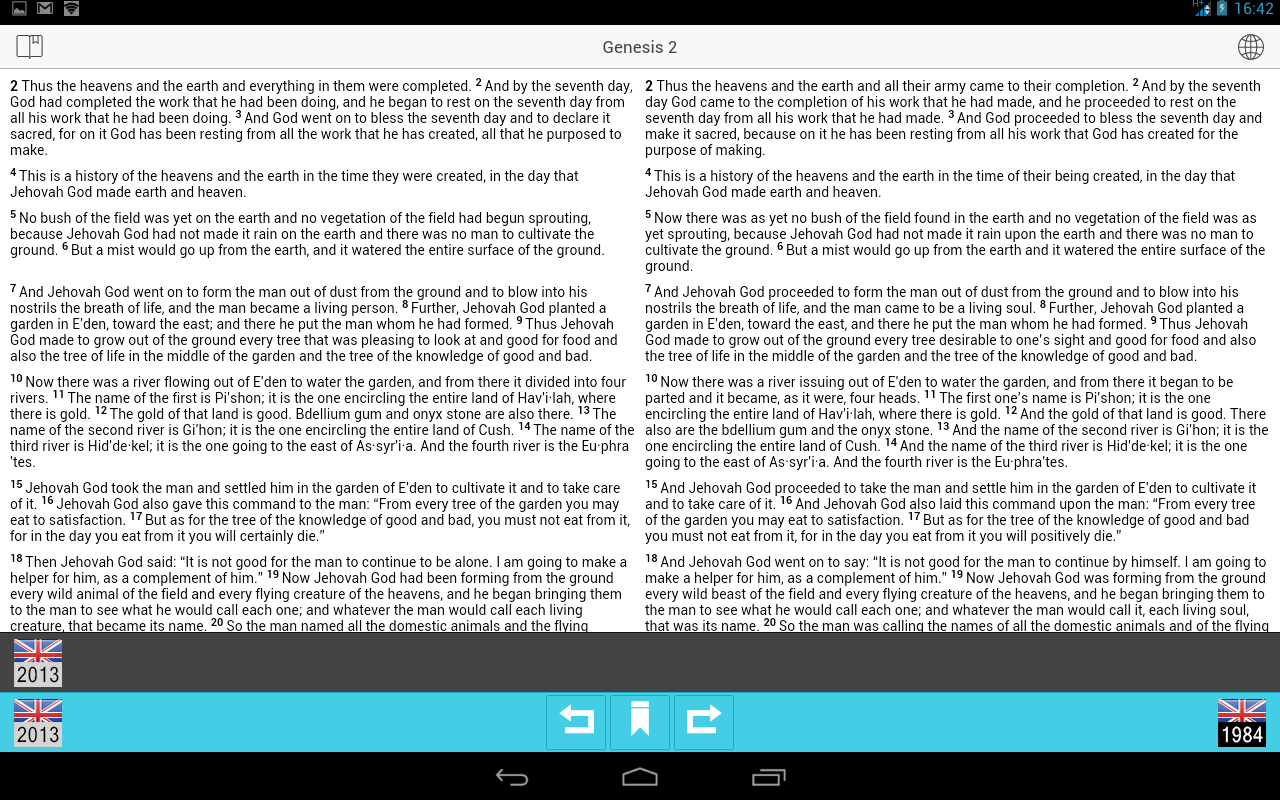 16:42
Genesis 2
2 Thus the heavens and the earth and everything in them were completed. 2 And by the seventh day,
God had completed the work that he had been doing, and he began to rest on the seventh day from
all his work that he had been doing. 3 And God went on to bless the seventh day and to declare it
sacred, for on it God has been resting from all the work that he has created, all that he purposed to
make.
4 This is a history of the heavens and the earth in the time they were created, in the day that
Jehovah God made earth and heaven.
5 No bush of the field was yet on the earth and no vegetation of the field had begun sprouting,
because Jehovah God had not made it rain on the earth and there was no man to cultivate the
ground. 6 But a mist would go up from the earth, and it watered the entire surface of the ground.
7 And Jehovah God went on to form the man out of dust from the ground and to blow into his
nostrils the breath of life, and the man became a living person. 8 Further, Jehovah God planted a
garden in E'den, toward the east; and there he put the man whom he had formed. 9 Thus Jehovah
God made to grow out of the ground every tree that was pleasing to look at and good for food and
also the tree of life in the middle of the garden and the tree of the knowledge of good and bad.
10 Now there was a river flowing out of E'den to water the garden, and from there it divided into four
rivers. 11 The name of the first is Pi'shon; it is the one encircling the entire land of Hav'i·lah, where
there is gold. 12 The gold of that land is good. Bdellium gum and onyx stone are also there. 13 The
name of the second river is Gi'hon; it is the one encircling the entire land of Cush. 14 The name of the
third river is Hid'de·kel; it is the one going to the east of As·syr'i·a. And the fourth river is the Eu·phra
'tes.
15 Jehovah God took the man and settled him in the garden of E'den to cultivate it and to take care
of it. 16 Jehovah God also gave this command to the man: “From every tree of the garden you may
eat to satisfaction. 17 But as for the tree of the knowledge of good and bad, you must not eat from it,
for in the day you eat from it you will certainly die.”
18 Then Jehovah God said: “It is not good for the man to continue to be alone. I am going to make a
helper for him, as a complement of him.” 19 Now Jehovah God had been forming from the ground
every wild animal of the field and every flying creature of the heavens, and he began bringing them
to the man to see what he would call each one; and whatever the man would call each living
creature, that became its name. 20 So the man named all the domestic animals and the flying
2 Thus the heavens and the earth and all their army came to their completion. 2 And by the seventh
day God came to the completion of his work that he had made, and he proceeded to rest on the
seventh day from all his work that he had made. 3 And God proceeded to bless the seventh day and
make it sacred, because on it he has been resting from all his work that God has created for the
purpose of making.
4 This is a history of the heavens and the earth in the time of their being created, in the day that
Jehovah God made earth and heaven.
5 Now there was as yet no bush of the field found in the earth and no vegetation of the field was as
yet sprouting, because Jehovah God had not made it rain upon the earth and there was no man to
cultivate the ground. 6 But a mist would go up from the earth and it watered the entire surface of the
ground.
7 And Jehovah God proceeded to form the man out of dust from the ground and to blow into his
nostrils the breath of life, and the man came to be a living soul. 8 Further, Jehovah God planted a
garden in E'den, toward the east, and there he put the man whom he had formed. 9 Thus Jehovah
God made to grow out of the ground every tree desirable to one's sight and good for food and also
the tree of life in the middle of the garden and the tree of the knowledge of good and bad.
10 Now there was a river issuing out of E'den to water the garden, and from there it began to be
parted and it became, as it were, four heads. 11 The first one's name is Pi'shon; it is the one
encircling the entire land of Hav'i·lah, where there is gold. 12 And the gold of that land is good. There
also are the bdellium gum and the onyx stone. 13 And the name of the second river is Gi'hon; it is the
one encircling the entire land of Cush. 14 And the name of the third river is Hid'de·kel; it is the one
going to the east of As·syr'i·a. And the fourth river is the Eu·phra'tes.
15 And Jehovah God proceeded to take the man and settle him in the garden of E'den to cultivate it
and to take care of it. 16 And Jehovah God also laid this command upon the man: “From every tree
of the garden you may eat to satisfaction. 17 But as for the tree of the knowledge of good and bad
you must not eat from it, for in the day you eat from it you will positively die.”
18 And Jehovah God went on to say: “It is not good for the man to continue by himself. I am going to
make a helper for him, as a complement of him.” 19 Now Jehovah God was forming from the ground
every wild beast of the field and every flying creature of the heavens, and he began bringing them to
the man to see what he would call each one; and whatever the man would call it, each living soul,
that was its name. 20 So the man was calling the names of all the domestic animals and of the flying
2013
2013
1984